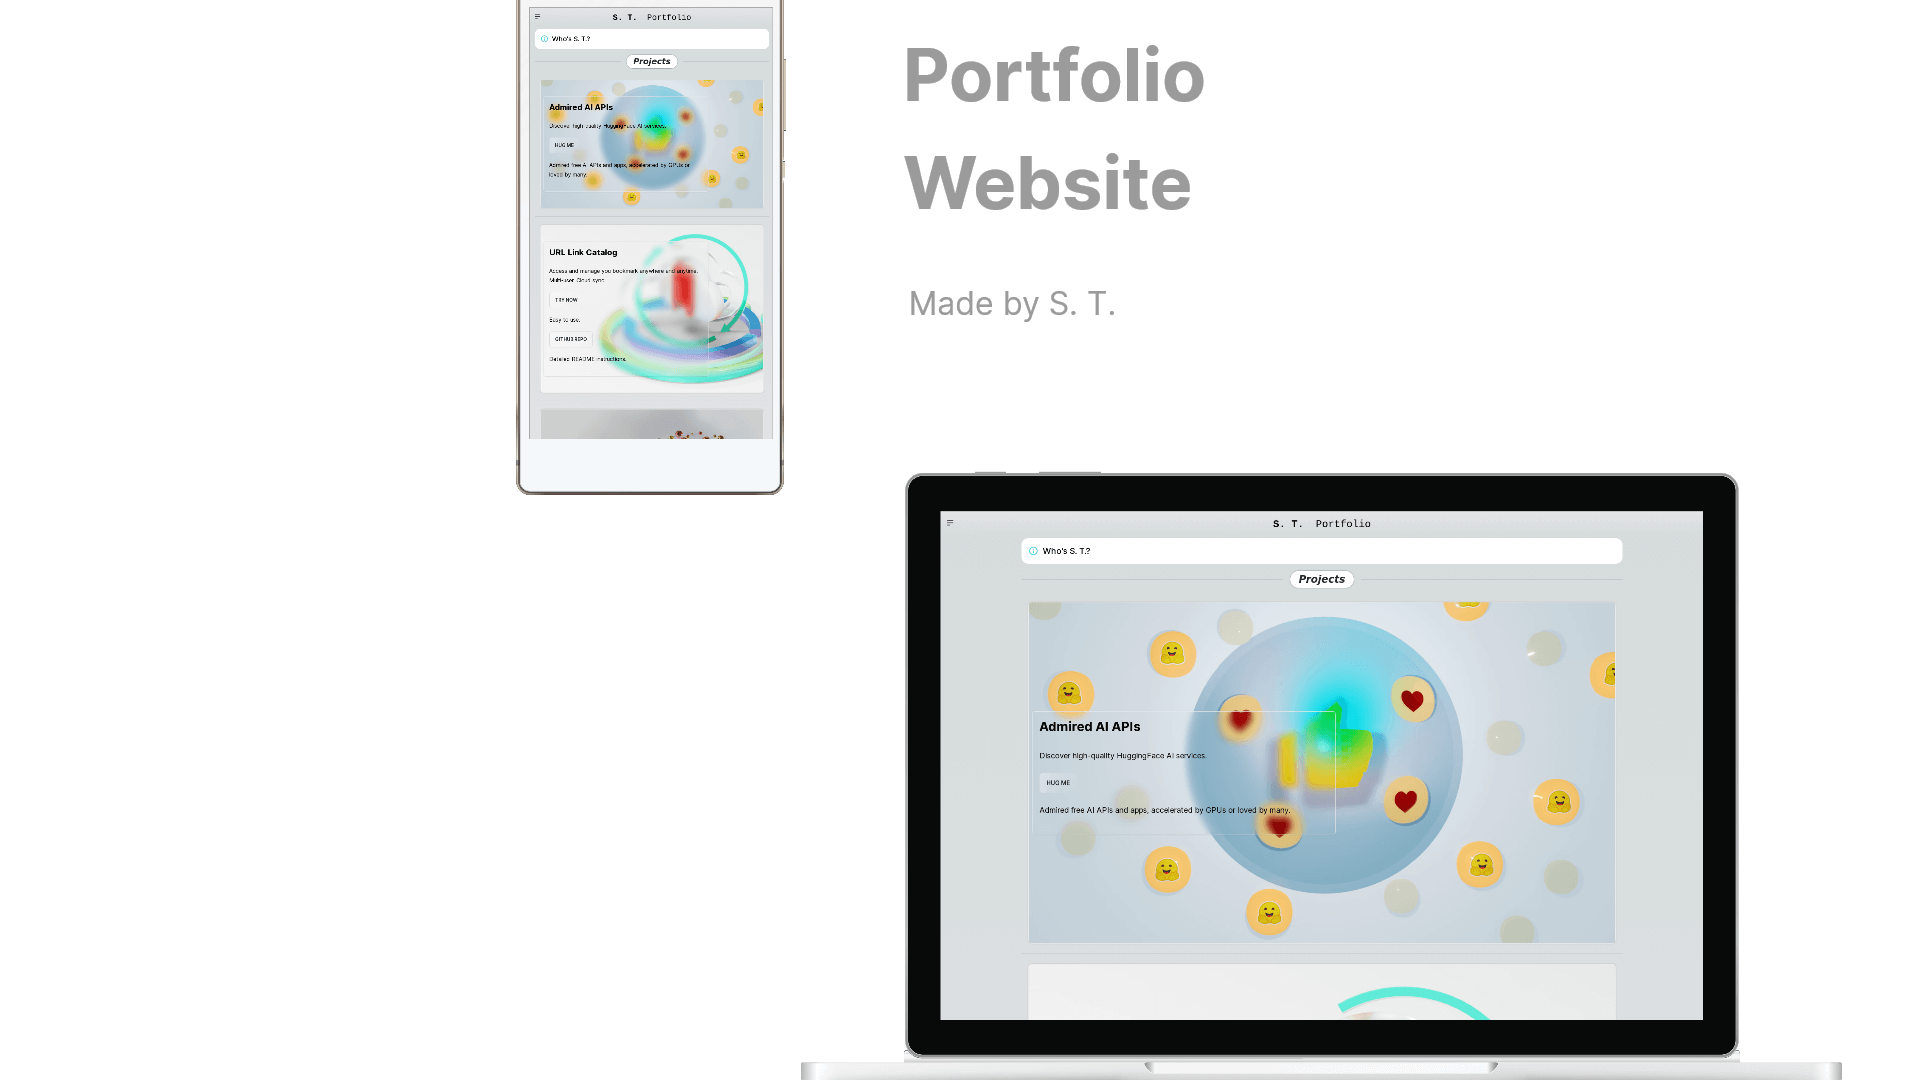 S. T. Portfolio
Who's S. T.?
Projects
Admired AI APIs
Discover high-quality HuggingFace AI services.
HUG ME
Admired free AI APIs and apps, accelerated by GPUs or
loved by many.
URL Link Catalog
Access and manage you bookmark anywhere and anytime.
Multi-user. Cloud sync.
TRY NOW
Easy to use.
GITHUB REPO
Detailed README instructions.
Portfolio
Website
Made by S. T.
S. T. Portfolio
Who's S. T.?
Projects
Admired AI APIs
Discover high-quality HuggingFace AI services.
HUG ME
Admired free AI APIs and apps, accelerated by GPUs or loved by many.